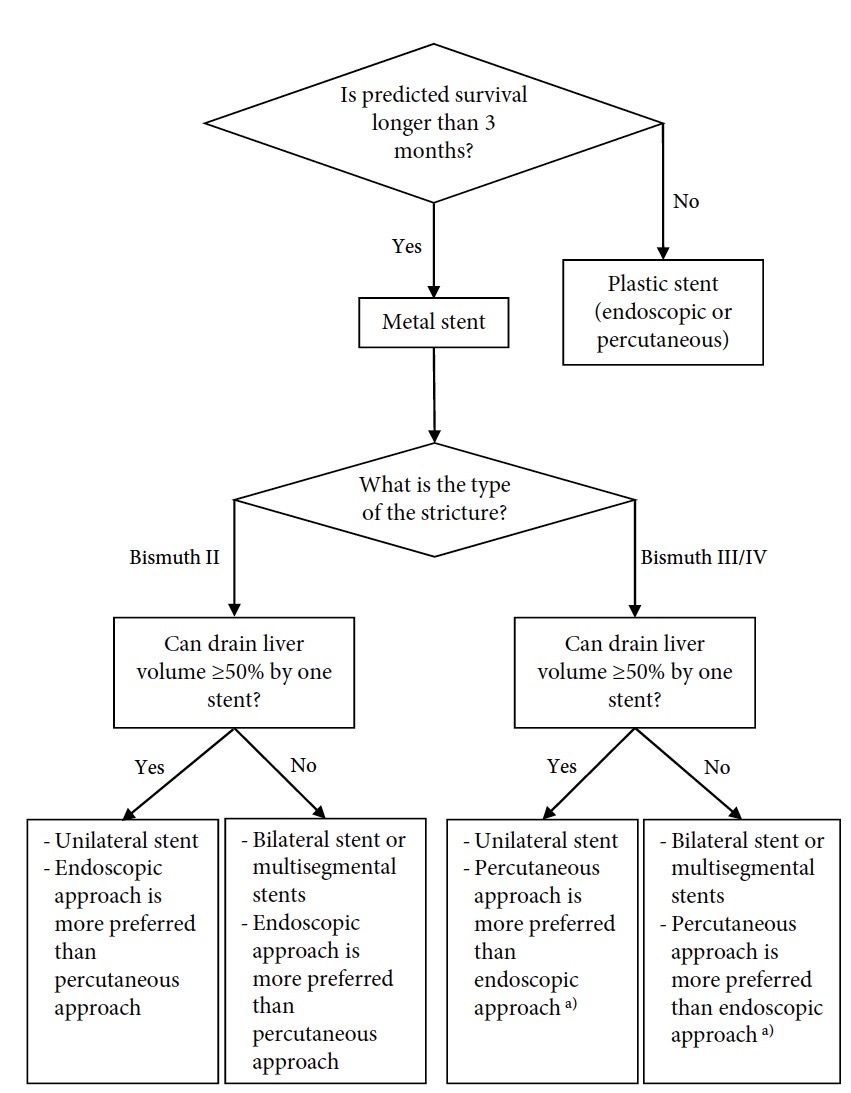 Is predicted survival
longer than 3
months?
No
Yes
Plastic stent
(endoscopic or
percutaneous)
Metal stent
What is the type
of the stricture?
Bismuth II
Bismuth III/IV
Can drain liver
volume ≥50% by one
stent?
Can drain liver
volume ≥50% by one
stent?
Yes
No
Yes
No
- Unilateral stent
- Endoscopic
approach is
more preferred
than
percutaneous
approach
- Bilateral stent or
multisegmental
stents
- Endoscopic
approach is
more preferred
than
percutaneous
approach
- Unilateral stent
- Percutaneous
approach is
more preferred
than
endoscopic
approach a)
- Bilateral stent or
multisegmental
stents
- Percutaneous
approach is
more preferred
than endoscopic
approach a)